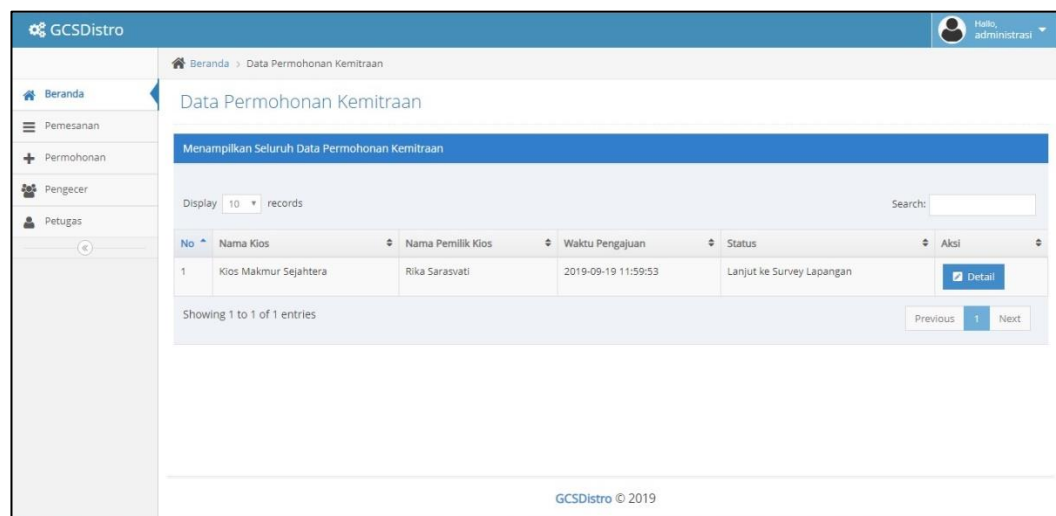 GCSDistro
Hallo,
administrasi
Beranda > Data Permohonan Kemitraan
Beranda
Pemesanan
Permohonan
Pengecer
Petugas
Data Permohonan Kemitraan
Menampilkan Seluruh Data Permohonan Kemitraan
Display 10 records Search:
No Nama Kios Nama Pemilik Kios Waktu Pengajuan Status Aksi
1 Kios Makmur Sejahtera Rika Sarasvati 2019-09-19 11:59:53 Lanjut ke Survey Lapangan Detail
Showing 1 to 1 of 1 entries Previous 1 Next
GCSDistro © 2019